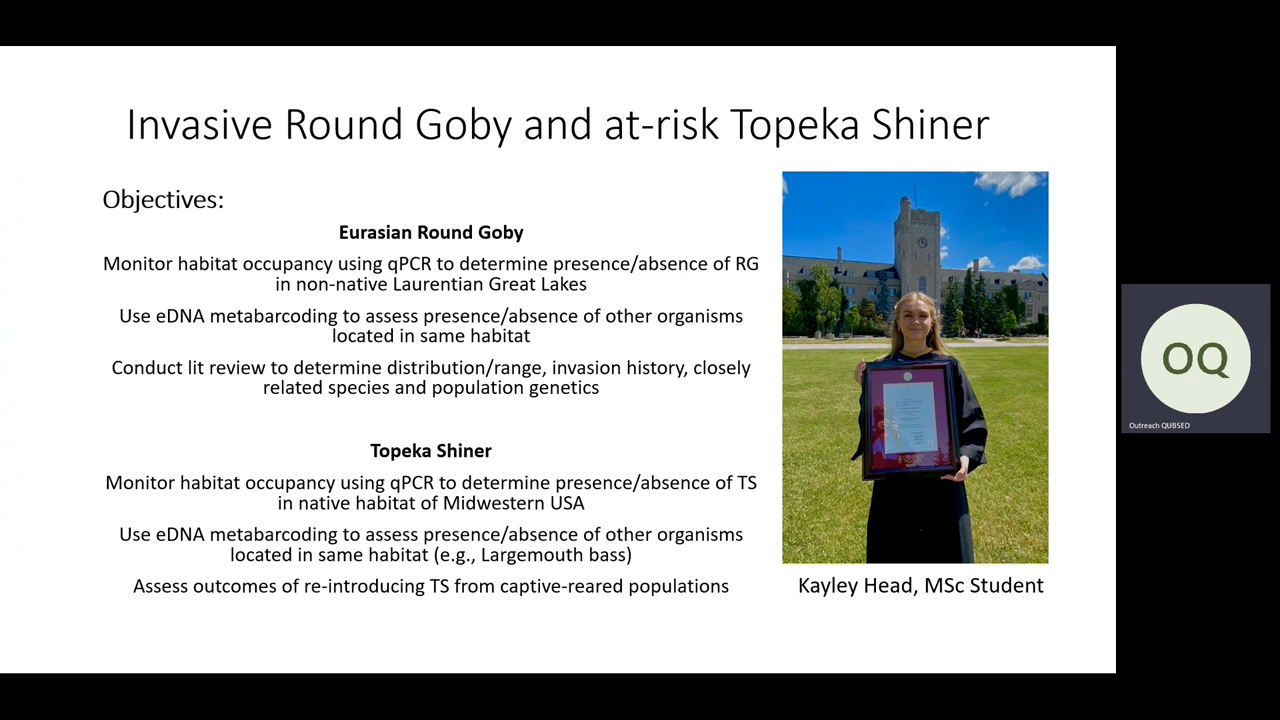 Invasive Round Goby and at-risk Topeka Shiner
Objectives:
Eurasian Round Goby
Monitor habitat occupancy using qPCR to determine presence/absence of RG
in non-native Laurentian Great Lakes
Use eDNA metabarcoding to assess presence/absence of other organisms
located in same habitat
Conduct lit review to determine distribution/range, invasion history, closely
related species and population genetics
Topeka Shiner
Monitor habitat occupancy using qPCR to determine presence/absence of TS
in native habitat of Midwestern USA
Use eDNA metabarcoding to assess presence/absence of other organisms
located in same habitat (e.g., Largemouth bass)
Assess outcomes of re-introducing TS from captive-reared populations
Kayley Head, MSc Student
OQ
Outreach QUBSED